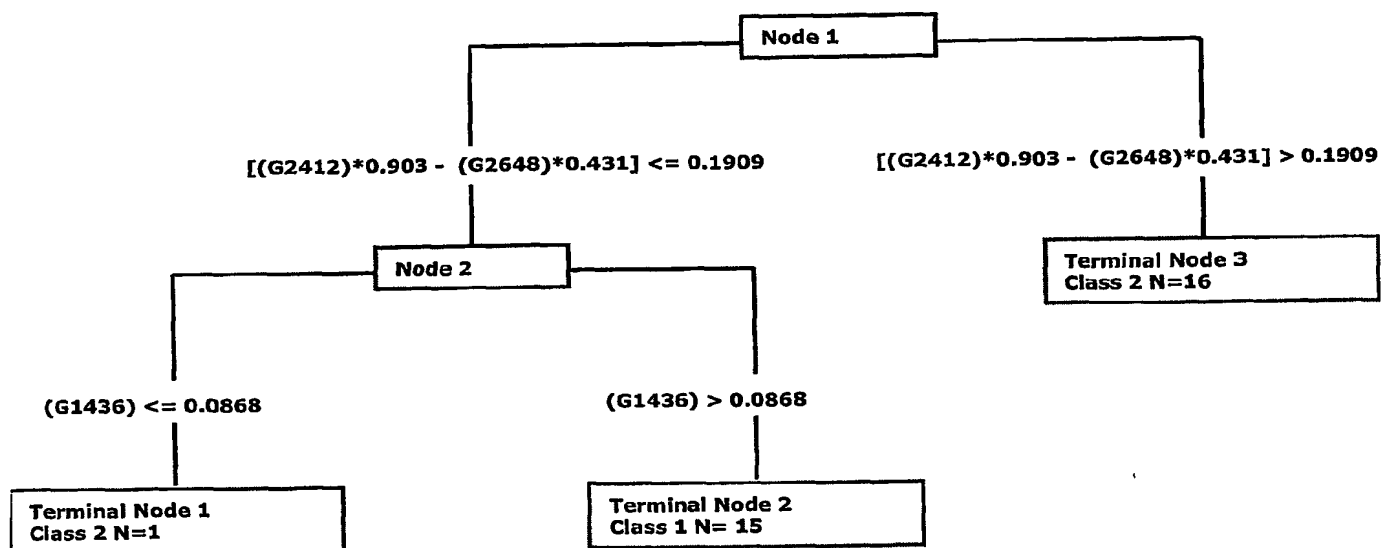 Node 1
[(G2412)*0.903 - (G2648)*0.431] <= 0.1909
[(G2412)*0.903 - (G2648)*0.431] > 0.1909
Node 2
Terminal Node 3
Class 2 N=16
(G1436) <= 0.0868
(G1436) > 0.0868
Terminal Node 1
Class 2 N=1
Terminal Node 2
Class 1 N= 15